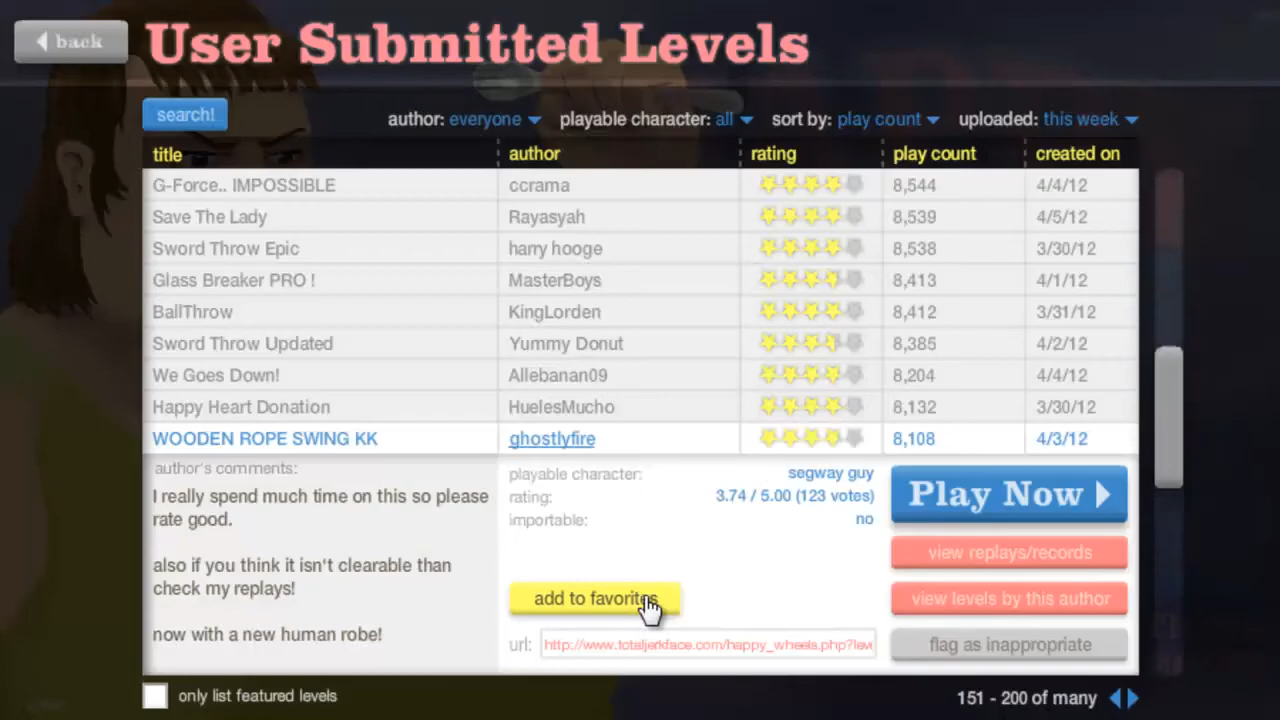 back
User Submitted Levels
search!
author: everyone playable character: all sort by: play count uploaded: this week
title author rating play count created on
G-Force.. IMPOSSIBLE ccrama 8,544 4/4/12
Save The Lady Rayasyah 8,539 4/5/12
Sword Throw Epic harry hooge 8,538 3/30/12
Glass Breaker PRO ! MasterBoys 8,413 4/1/12
BallThrow KingLorden 8,412 3/31/12
Sword Throw Updated Yummy Donut 8,385 4/2/12
We Goes Down! Allebanan09 8,204 4/4/12
Happy Heart Donation HuelesMucho 8,132 3/30/12
WOODEN ROPE SWING KK ghostlyfire 8,108 4/3/12
author's comments:
I really spend much time on this so please
rate good.
also if you think it isn't clearable than
check my replays!
now with a new human robe!
playable character: segway guy
rating: 3.74 / 5.00 (123 votes)
importable: no
add to favorites
url: http://www.totaljerkface.com/happy_wheels.php?leve
Play Now
view replays/records
view levels by this author
flag as inappropriate
only list featured levels
151 - 200 of many